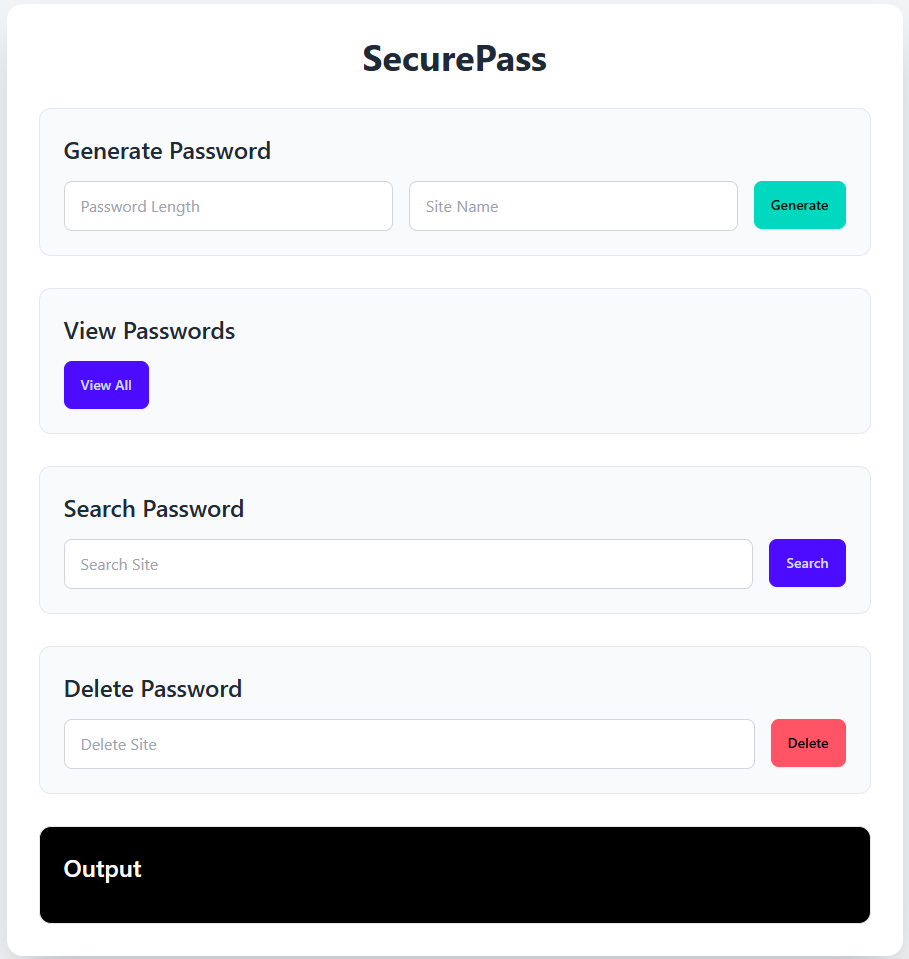 SecurePass
Generate Password
Password Length
Site Name
Generate
View Passwords
View All
Search Password
Search Site
Search
Delete Password
Delete Site
Delete
Output